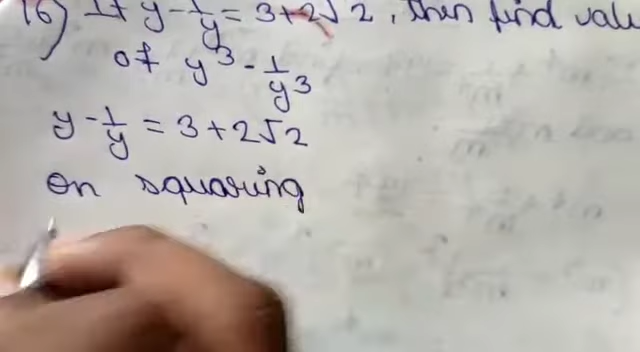 16) If y - 1/y = 3+2√2, then find valu
of y³ - 1/y³
y - 1/y = 3+2√2
on squaring